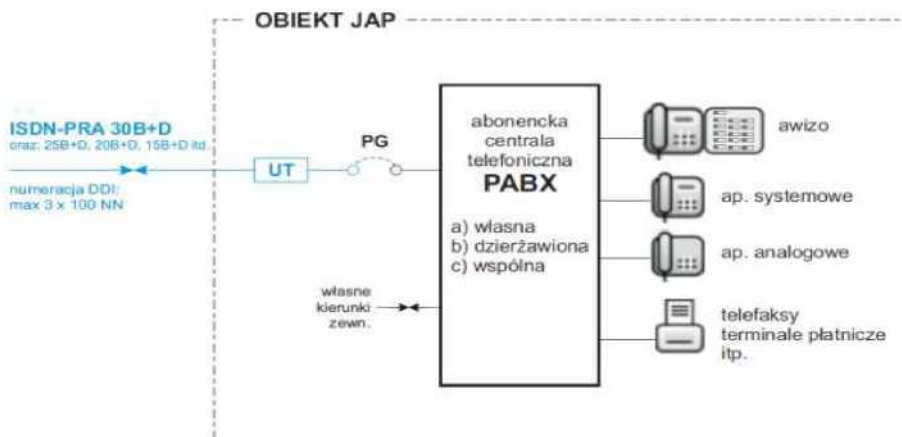 OBIEKT JAP
ISDN-PRA 30B+D
oraz: 25B+D, 20B+D, 15B+D itd.
numeracja DDI:
max 3 x 100 NN
UT
PG
abonencka
centrala
telefoniczna
PABX
a) własna
b) dzierżawiona
c) wspólna
własne
kierunki
zewn.
awizo
ap. systemowe
ap. analogowe
telefaksy
terminale płatnicze
itp.